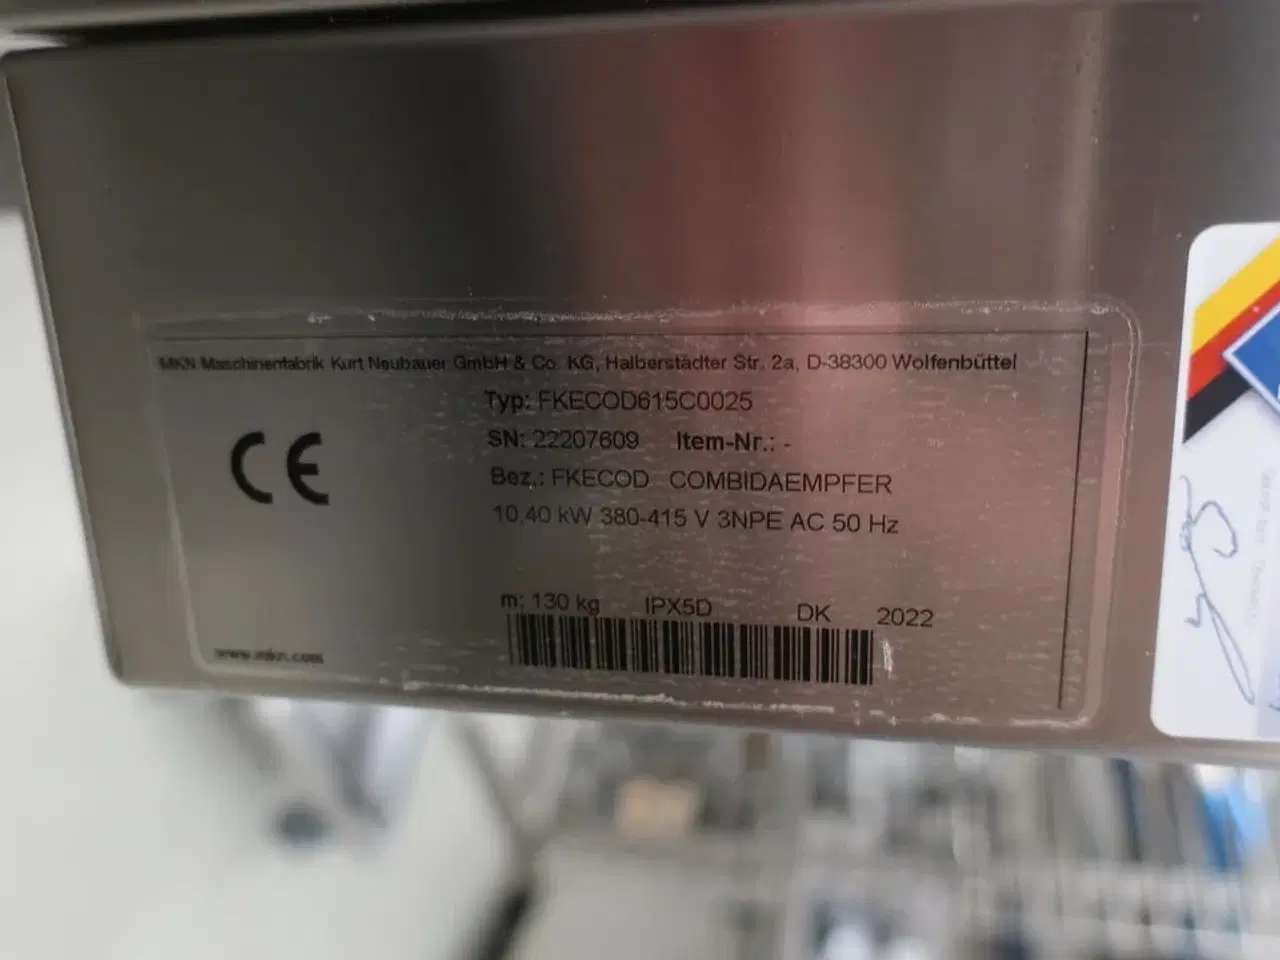 MKN Maschinenfabrik Kurt Neubauer GmbH & Co. KG, Halberstädter Str. 2a, D-38300 Wolfenbüttel
Typ: FKECOD615C0025
SN: 22207609 Item-Nr.: -
Bez.: FKECOD COMBIDAEMPFER
10,40 kW 380-415 V 3NPE AC 50 Hz
CE
m: 130 kg IPX5D DK 2022
www.mkn.com